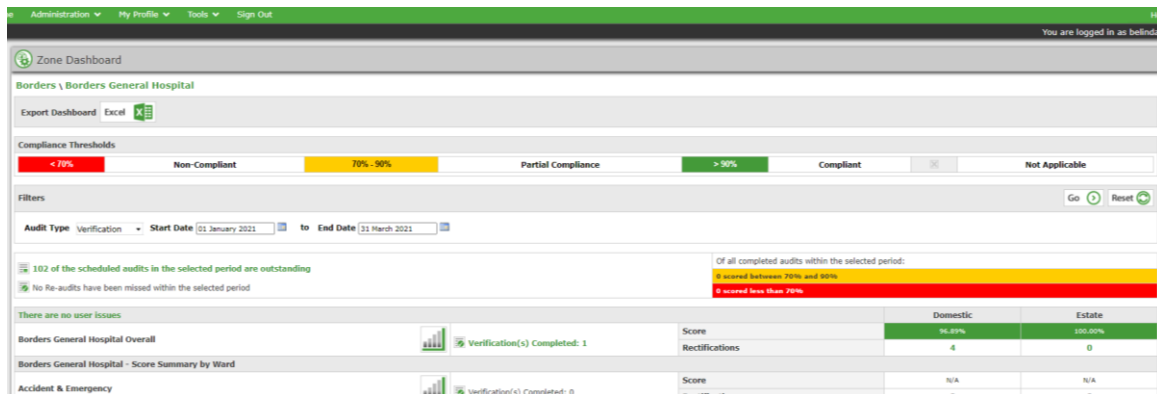 Administration My Profile Tools Sign Out
You are logged in as belinda
Zone Dashboard
Borders \ Borders General Hospital
Export Dashboard Excel
Compliance Thresholds
< 70% Non-Compliant 70% - 90% Partial Compliance > 90% Compliant Not Applicable
Filters Go Reset
Audit Type Verification Start Date 01 January 2021 to End Date 31 March 2021
102 of the scheduled audits in the selected period are outstanding
Of all completed audits within the selected period:
0 scored between 70% and 90%
No Re-audits have been missed within the selected period
0 scored less than 70%
There are no user issues Domestic Estate
Borders General Hospital Overall Verification(s) Completed: 1
Score 96.89% 100.00%
Rectifications 4 0
Borders General Hospital - Score Summary by Ward
Accident & Emergency Verification(s) Completed: 0
Score N/A N/A